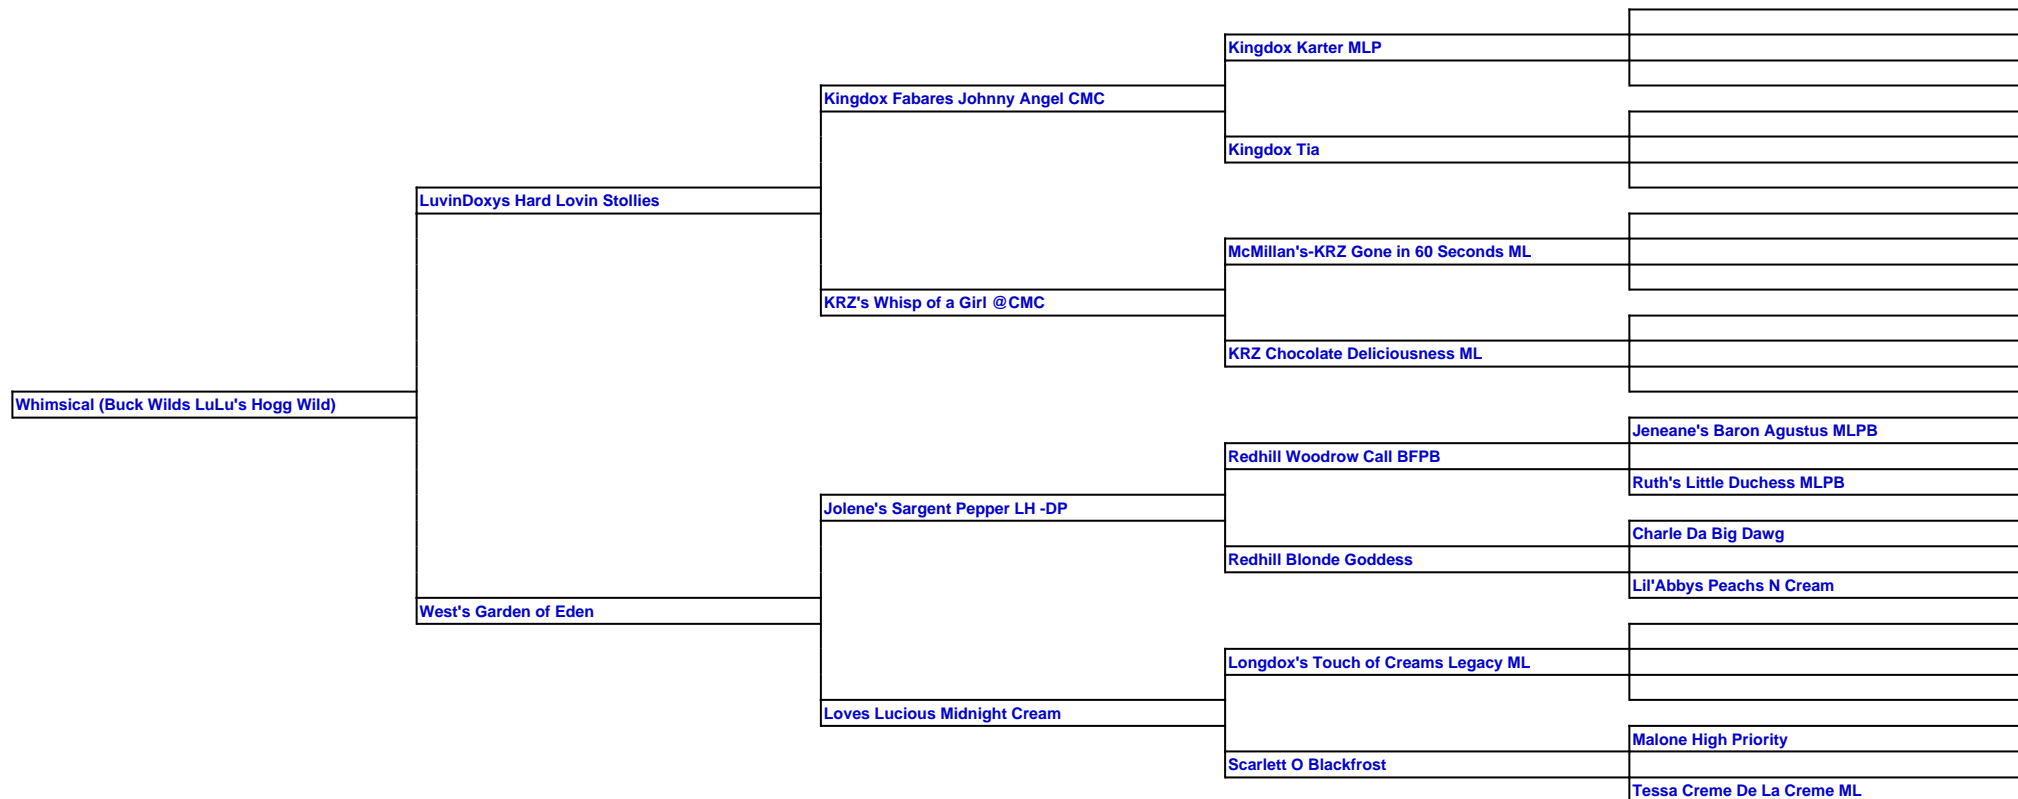 Kingdox Karter MLP
Kingdox Fabares Johnny Angel CMC
Kingdox Tia
LuvinDoxys Hard Lovin Stollies
McMillan's-KRZ Gone in 60 Seconds ML
KRZ's Whisp of a Girl @CMC
KRZ Chocolate Deliciousness ML
Whimsical (Buck Wilds LuLu's Hogg Wild)
Jeneane's Baron Agustus MLPB
Redhill Woodrow Call BFPB
Ruth's Little Duchess MLPB
Jolene's Sargent Pepper LH -DP
Charle Da Big Dawg
Redhill Blonde Goddess
Lil'Abbys Peachs N Cream
West's Garden of Eden
Longdox's Touch of Creams Legacy ML
Loves Lucious Midnight Cream
Malone High Priority
Scarlett O Blackfrost
Tessa Creme De La Creme ML